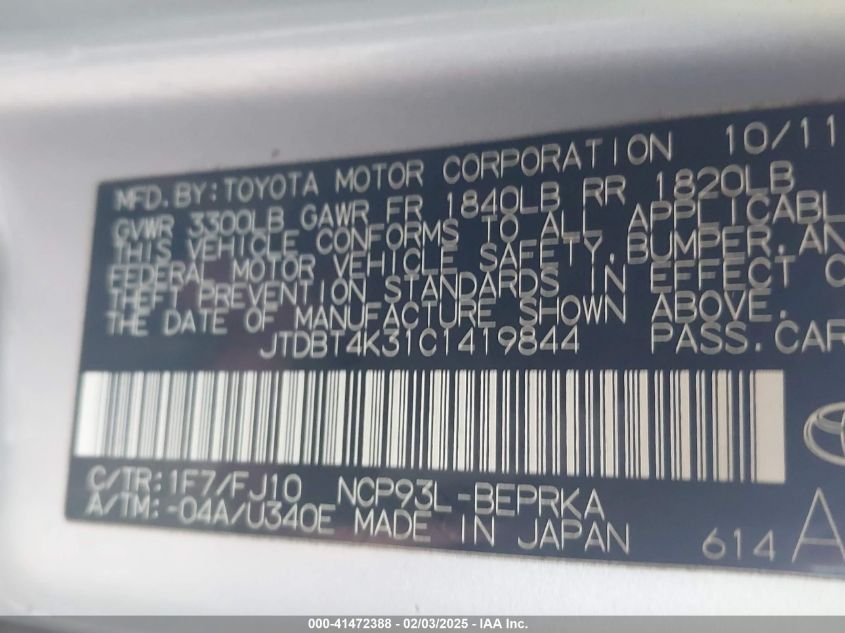 MFD.BY:TOYOTA MOTOR CORPORATION 10/11
GVWR 3300LB GAWR FR 1840LB RR 1820LB
THIS VEHICLE CONFORMS TO ALL APPLICABL
FEDERAL MOTOR VEHICLE SAFETY,BUMPER,AN
THEFT PREVENTION STANDARDS IN EFFECT O
THE DATE OF MANUFACTURE SHOWN ABOVE.
JTDBT4K31C1419844 PASS.CAR
C/TR:1F7/FJ10 NCP93L-BEPRKA
A/TM:-04A/U340E MADE IN JAPAN 614 A
000-41472388 - 02/03/2025 - IAA Inc.